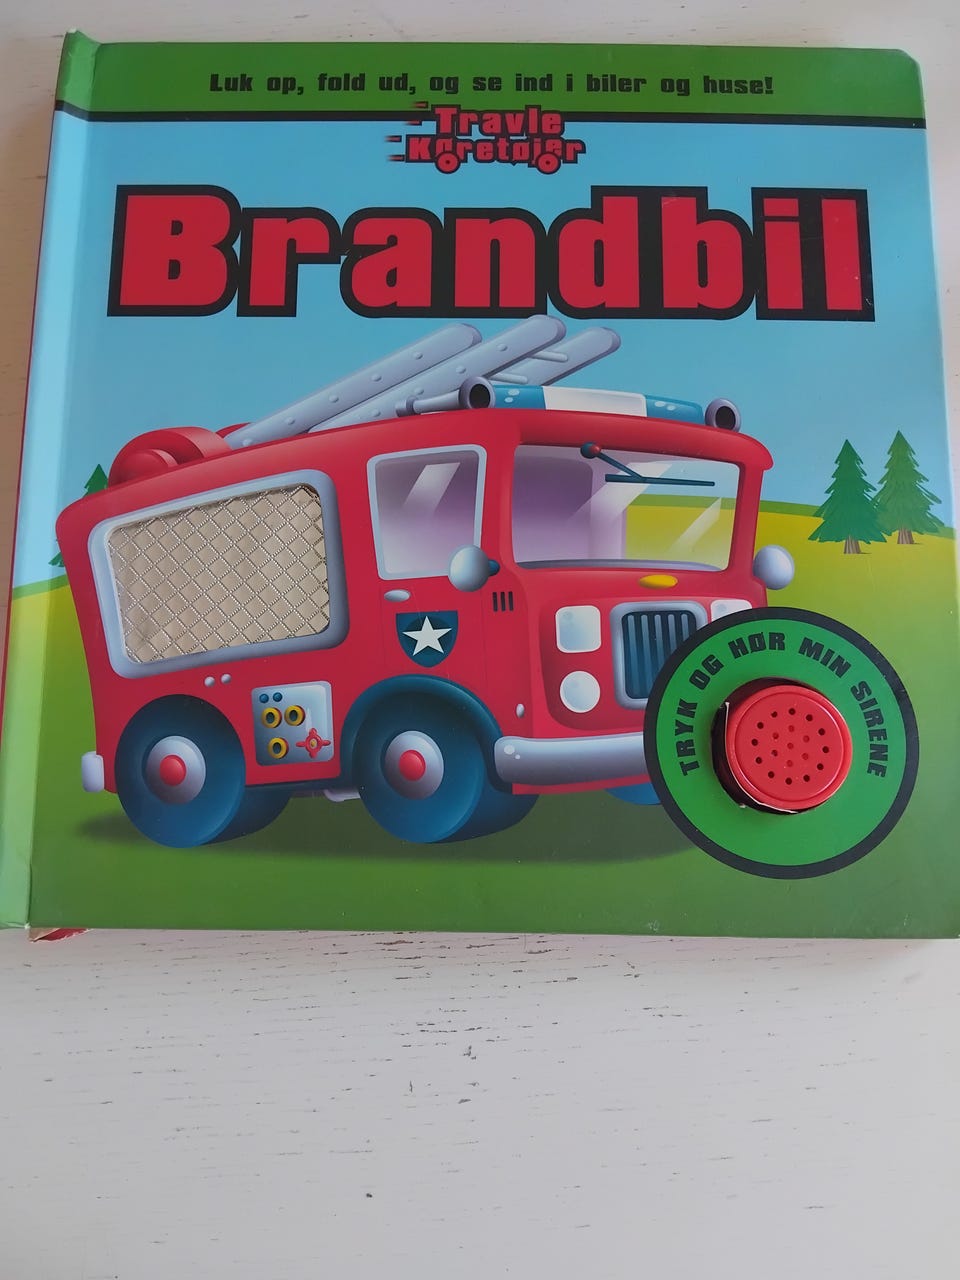 Luk op, fold ud, og se ind i biler og huse!
Travle
Køretøjer
Brandbil
TRYK OG HØR MIN SIRENE